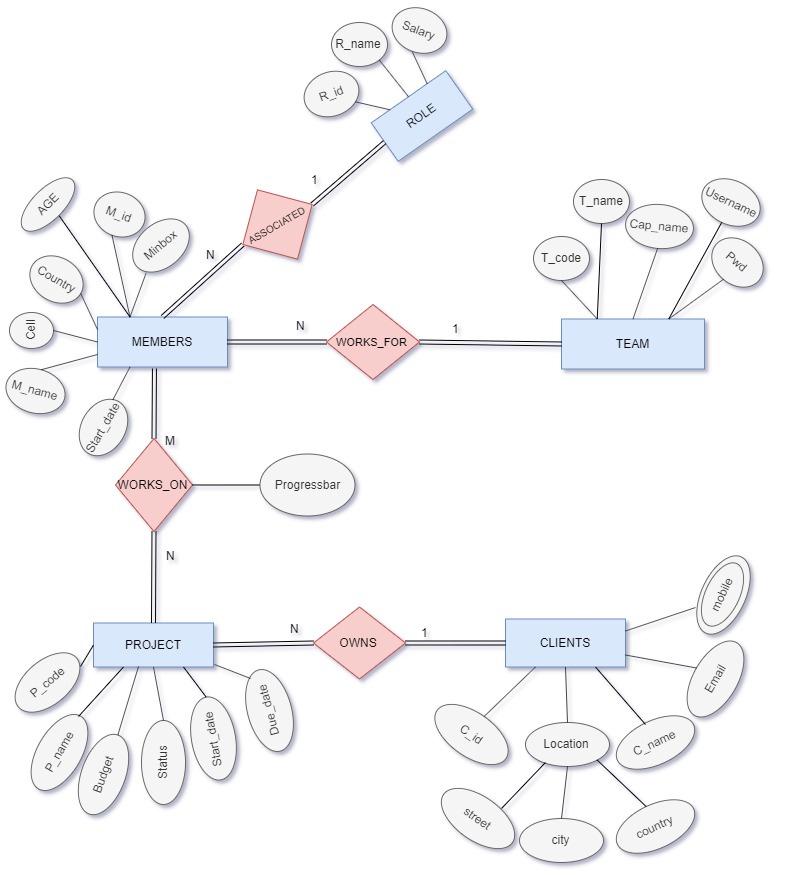 Salary
R_name
R_id
ROLE
1
ASSOCIATED
N
AGE
M_id
Minbox
Country
Cell
M_name
Start_date
MEMBERS
N
WORKS_FOR
1
T_name
Cap_name
Username
T_code
Pwd
TEAM
M
WORKS_ON
Progressbar
N
PROJECT
N
OWNS
1
CLIENTS
mobile
Email
P_code
P_name
Budget
Status
Start_date
Due_date
C_id
Location
C_name
street
city
country